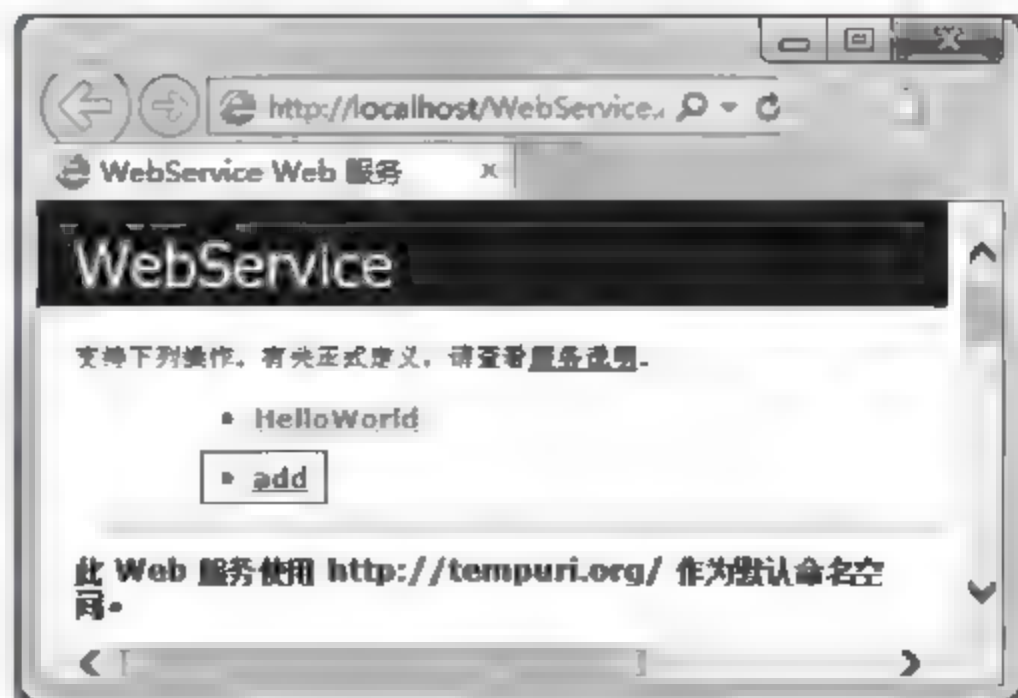 http://localhost/WebService.
WebService Web 服务
WebService
支持下列操作。有关正式定义，请查看服务说明。
HelloWorld
add
此 Web 服务使用 http://tempuri.org/ 作为默认命名空
间。